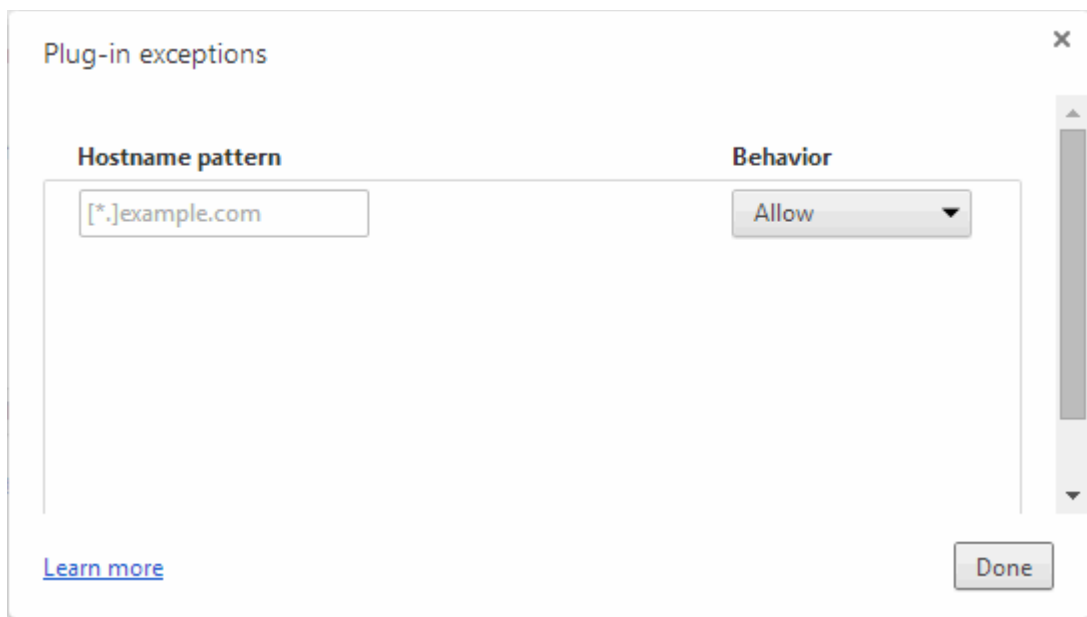 Plug-in exceptions
Hostname pattern Behavior
[*.]example.com Allow
Learn more Done